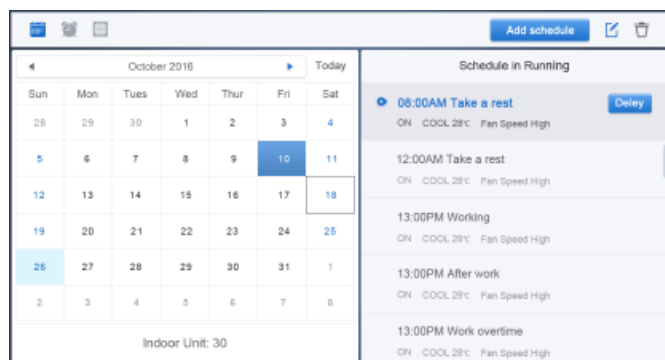 Add schedule
October 2016 Today
Sun Mon Tues Wed Thur Fri Sat
28 29 30 1 2 3 4
5 6 7 8 9 10 11
12 13 14 15 16 17 18
19 20 21 22 23 24 25
26 27 28 29 30 31 1
2 3 4 5 6 7 8
Indoor Unit: 30
Schedule in Running
08:00AM Take a rest Deley
ON COOL 28℃ Fan Speed High
12:00AM Take a rest
ON COOL 28℃ Fan Speed High
13:00PM Working
ON COOL 28℃ Fan Speed High
13:00PM After work
ON COOL 28℃ Fan Speed High
13:00PM Work overtime
ON COOL 28℃ Fan Speed High